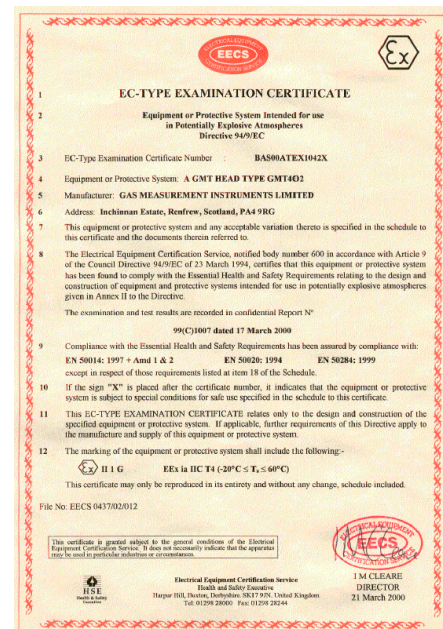 ELECTRICAL EQUIPMENT
EECS
CERTIFICATION SERVICE
Ex
1 EC-TYPE EXAMINATION CERTIFICATE
2 Equipment or Protective System Intended for use
in Potentially Explosive Atmospheres
Directive 94/9/EC
3 EC-Type Examination Certificate Number : BAS00ATEX1042X
4 Equipment or Protective System: A GMT HEAD TYPE GMT4O2
5 Manufacturer: GAS MEASUREMENT INSTRUMENTS LIMITED
6 Address: Inchinnan Estate, Renfrew, Scotland, PA4 9RG
7 This equipment or protective system and any acceptable variation thereto is specified in the schedule to
this certificate and the documents therein referred to.
8 The Electrical Equipment Certification Service, notified body number 600 in accordance with Article 9
of the Council Directive 94/9/EC of 23 March 1994, certifies that this equipment or protective system
has been found to comply with the Essential Health and Safety Requirements relating to the design and
construction of equipment and protective systems intended for use in potentially explosive atmospheres
given in Annex II to the Directive.
The examination and test results are recorded in confidential Report N°
99(C)1007 dated 17 March 2000
9 Compliance with the Essential Health and Safety Requirements has been assured by compliance with:
EN 50014: 1997 + Amd 1 & 2 EN 50020: 1994 EN 50284: 1999
except in respect of those requirements listed at item 18 of the Schedule.
10 If the sign "X" is placed after the certificate number, it indicates that the equipment or protective
system is subject to special conditions for safe use specified in the schedule to this certificate.
11 This EC-TYPE EXAMINATION CERTIFICATE relates only to the design and construction of the
specified equipment or protective system. If applicable, further requirements of this Directive apply to
the manufacture and supply of this equipment or protective system.
12 The marking of the equipment or protective system shall include the following:-
Ex II 1 G EEx ia IIC T4 (-20°C ≤ Ta ≤ 60°C)
This certificate may only be reproduced in its entirety and without any change, schedule included.
File No: EECS 0437/02/012
This certificate is granted subject to the general conditions of the Electrical
Equipment Certification Service. It does not necessarily indicate that the apparatus
may be used in particular industries or circumstances.
ELECTRICAL EQUIPMENT
EECS
CERTIFICATION SERVICE
HSE
Health & Safety
Executive
Electrical Equipment Certification Service
Health and Safety Executive
Harpur Hill, Buxton, Derbyshire. SK17 9JN. United Kingdom
Tel: 01298 28000 Fax: 01298 28244
I M CLEARE
DIRECTOR
21 March 2000